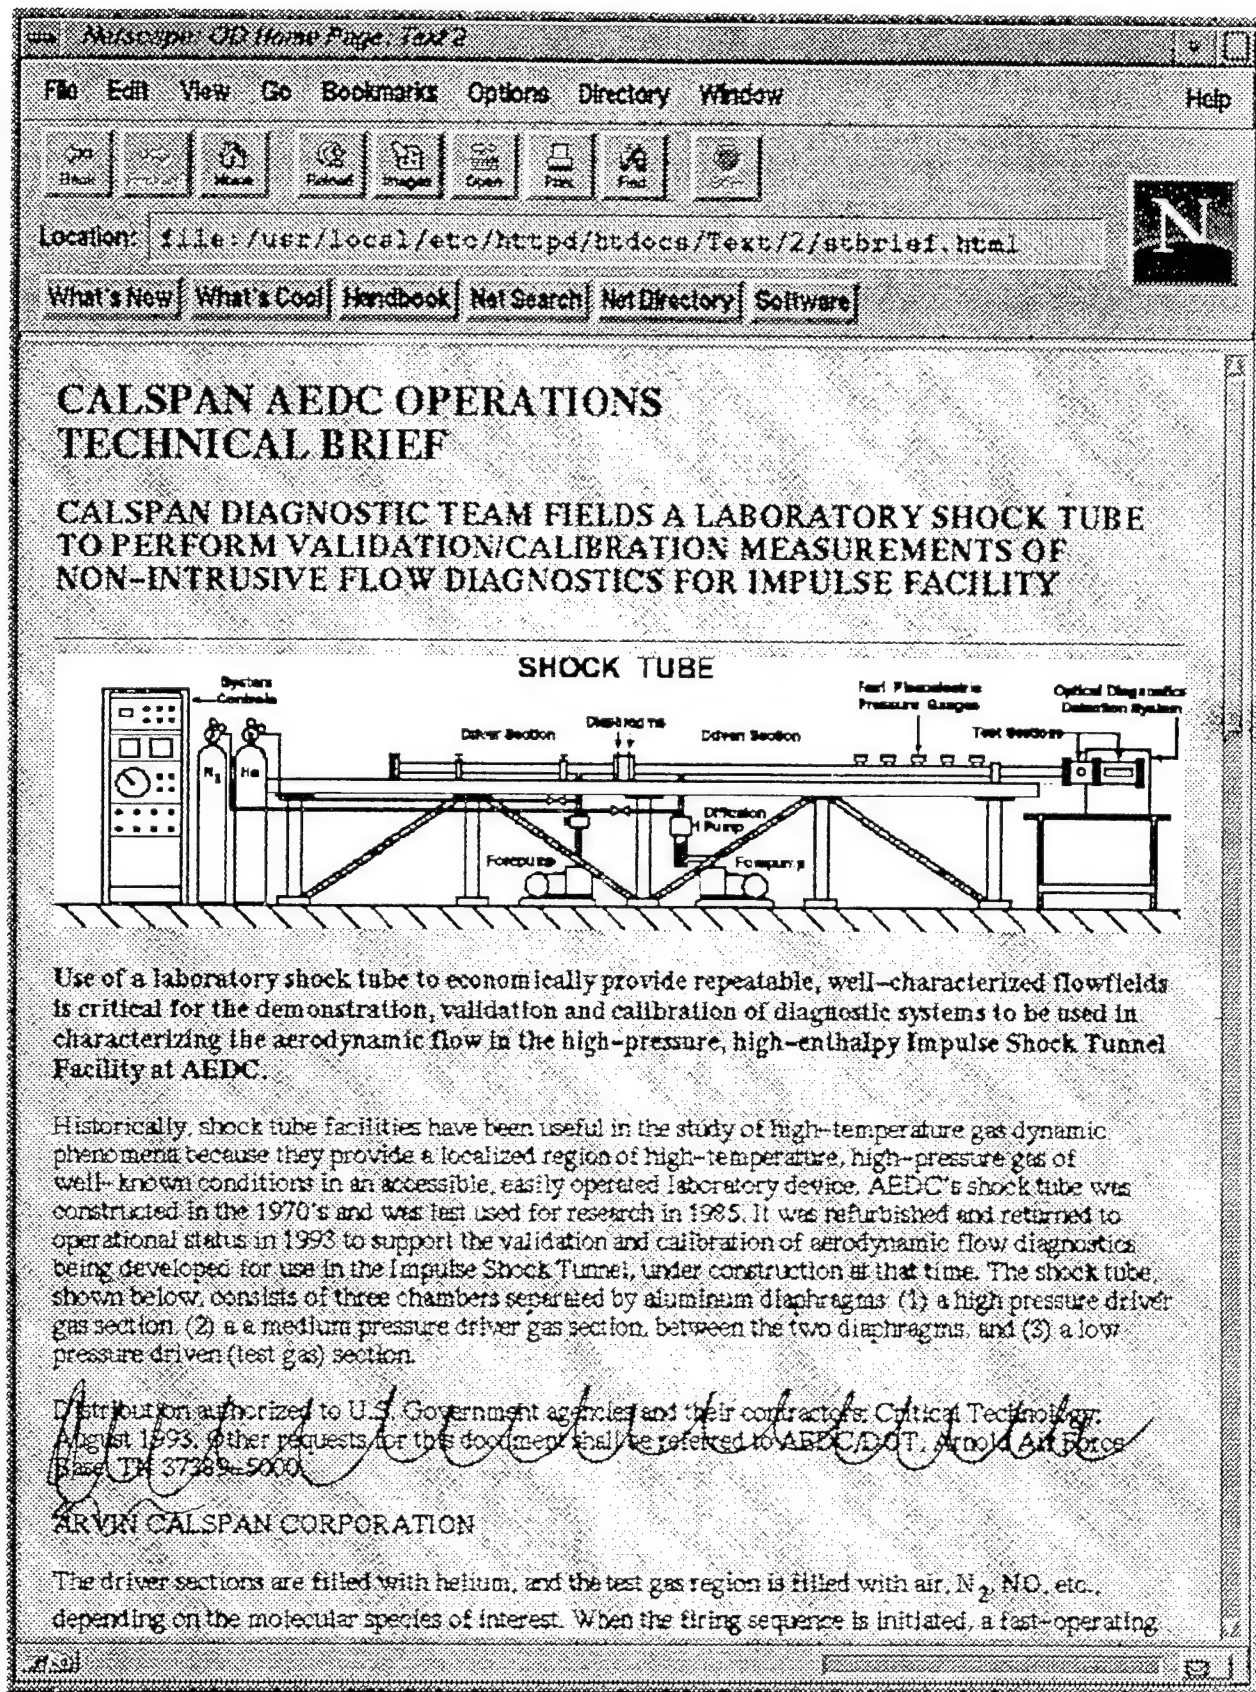 Netscape: OD Home Page, Text 2
File Edit View Go Bookmarks Options Directory Window Help
Back Home Reload Images Open Print Find
Location: file:/usr/local/etc/httpd/htdocs/Text/2/stbrief.html
What's New! What's Cool! Handbook Net Search Net Directory Software
CALSPAN AEDC OPERATIONS
TECHNICAL BRIEF
CALSPAN DIAGNOSTIC TEAM FIELDS A LABORATORY SHOCK TUBE
TO PERFORM VALIDATION/CALIBRATION MEASUREMENTS OF
NON-INTRUSIVE FLOW DIAGNOSTICS FOR IMPULSE FACILITY
SHOCK TUBE
System
Controls
Fast Piezoelectric
Pressure Gauges
Optical Diagnostics
Detection System
Driver Section
Diaphragms
Driven Section
Test Sections
N2
He
Diffusion
Pump
Forepump
Forepump
Use of a laboratory shock tube to economically provide repeatable, well-characterized flowfields
is critical for the demonstration, validation and calibration of diagnostic systems to be used in
characterizing the aerodynamic flow in the high-pressure, high-enthalpy Impulse Shock Tunnel
Facility at AEDC.
Historically, shock tube facilities have been useful in the study of high-temperature gas dynamic
phenomena because they provide a localized region of high-temperature, high-pressure gas of
well- known conditions in an accessible, easily operated laboratory device. AEDC's shock tube was
constructed in the 1970's and was last used for research in 1985. It was refurbished and returned to
operational status in 1993 to support the validation and calibration of aerodynamic flow diagnostics
being developed for use in the Impulse Shock Tunnel, under construction at that time. The shock tube,
shown below, consists of three chambers separated by aluminum diaphragms: (1) a high pressure driver
gas section, (2) a a medium pressure driver gas section, between the two diaphragms, and (3) a low
pressure driven (test gas) section.
Distribution authorized to U.S. Government agencies and their contractors; Critical Technology;
August 1993. Other requests for this document shall be referred to AEDC/DOT, Arnold Air Force
Base, TN 37389-5000.
ARVIN CALSPAN CORPORATION
The driver sections are filled with helium, and the test gas region is filled with air, N2, NO, etc.,
depending on the molecular species of interest. When the firing sequence is initiated, a fast-operating